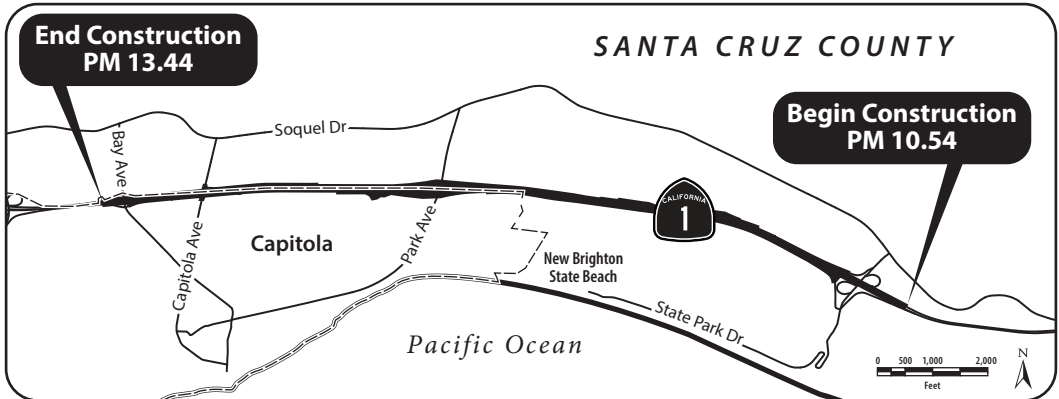 End Construction
PM 13.44
SANTA CRUZ COUNTY
Begin Construction
PM 10.54
Soquel Dr
Bay Ave
CALIFORNIA
1
Capitola
Capitola Ave
Park Ave
New Brighton
State Beach
State Park Dr
Pacific Ocean
0 500 1,000 2,000
Feet
N